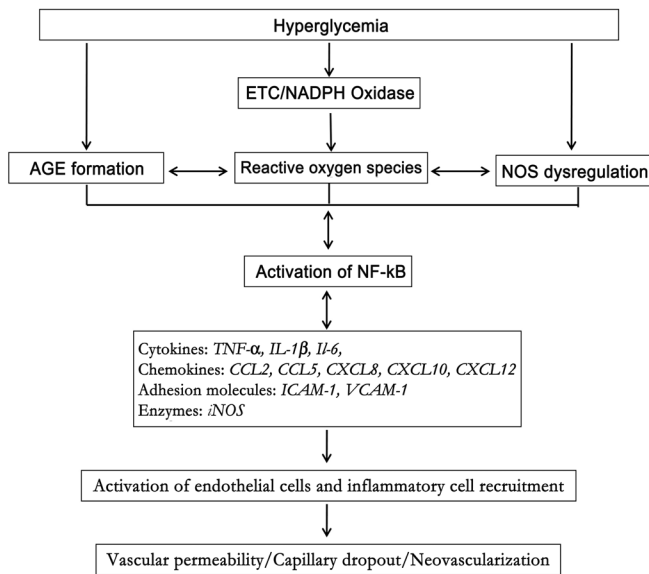 Hyperglycemia
ETC/NADPH Oxidase
AGE formation
Reactive oxygen species
NOS dysregulation
Activation of NF-kB
Cytokines: TNF-α, IL-1β, Il-6,
Chemokines: CCL2, CCL5, CXCL8, CXCL10, CXCL12
Adhesion molecules: ICAM-1, VCAM-1
Enzymes: iNOS
Activation of endothelial cells and inflammatory cell recruitment
Vascular permeability/Capillary dropout/Neovascularization